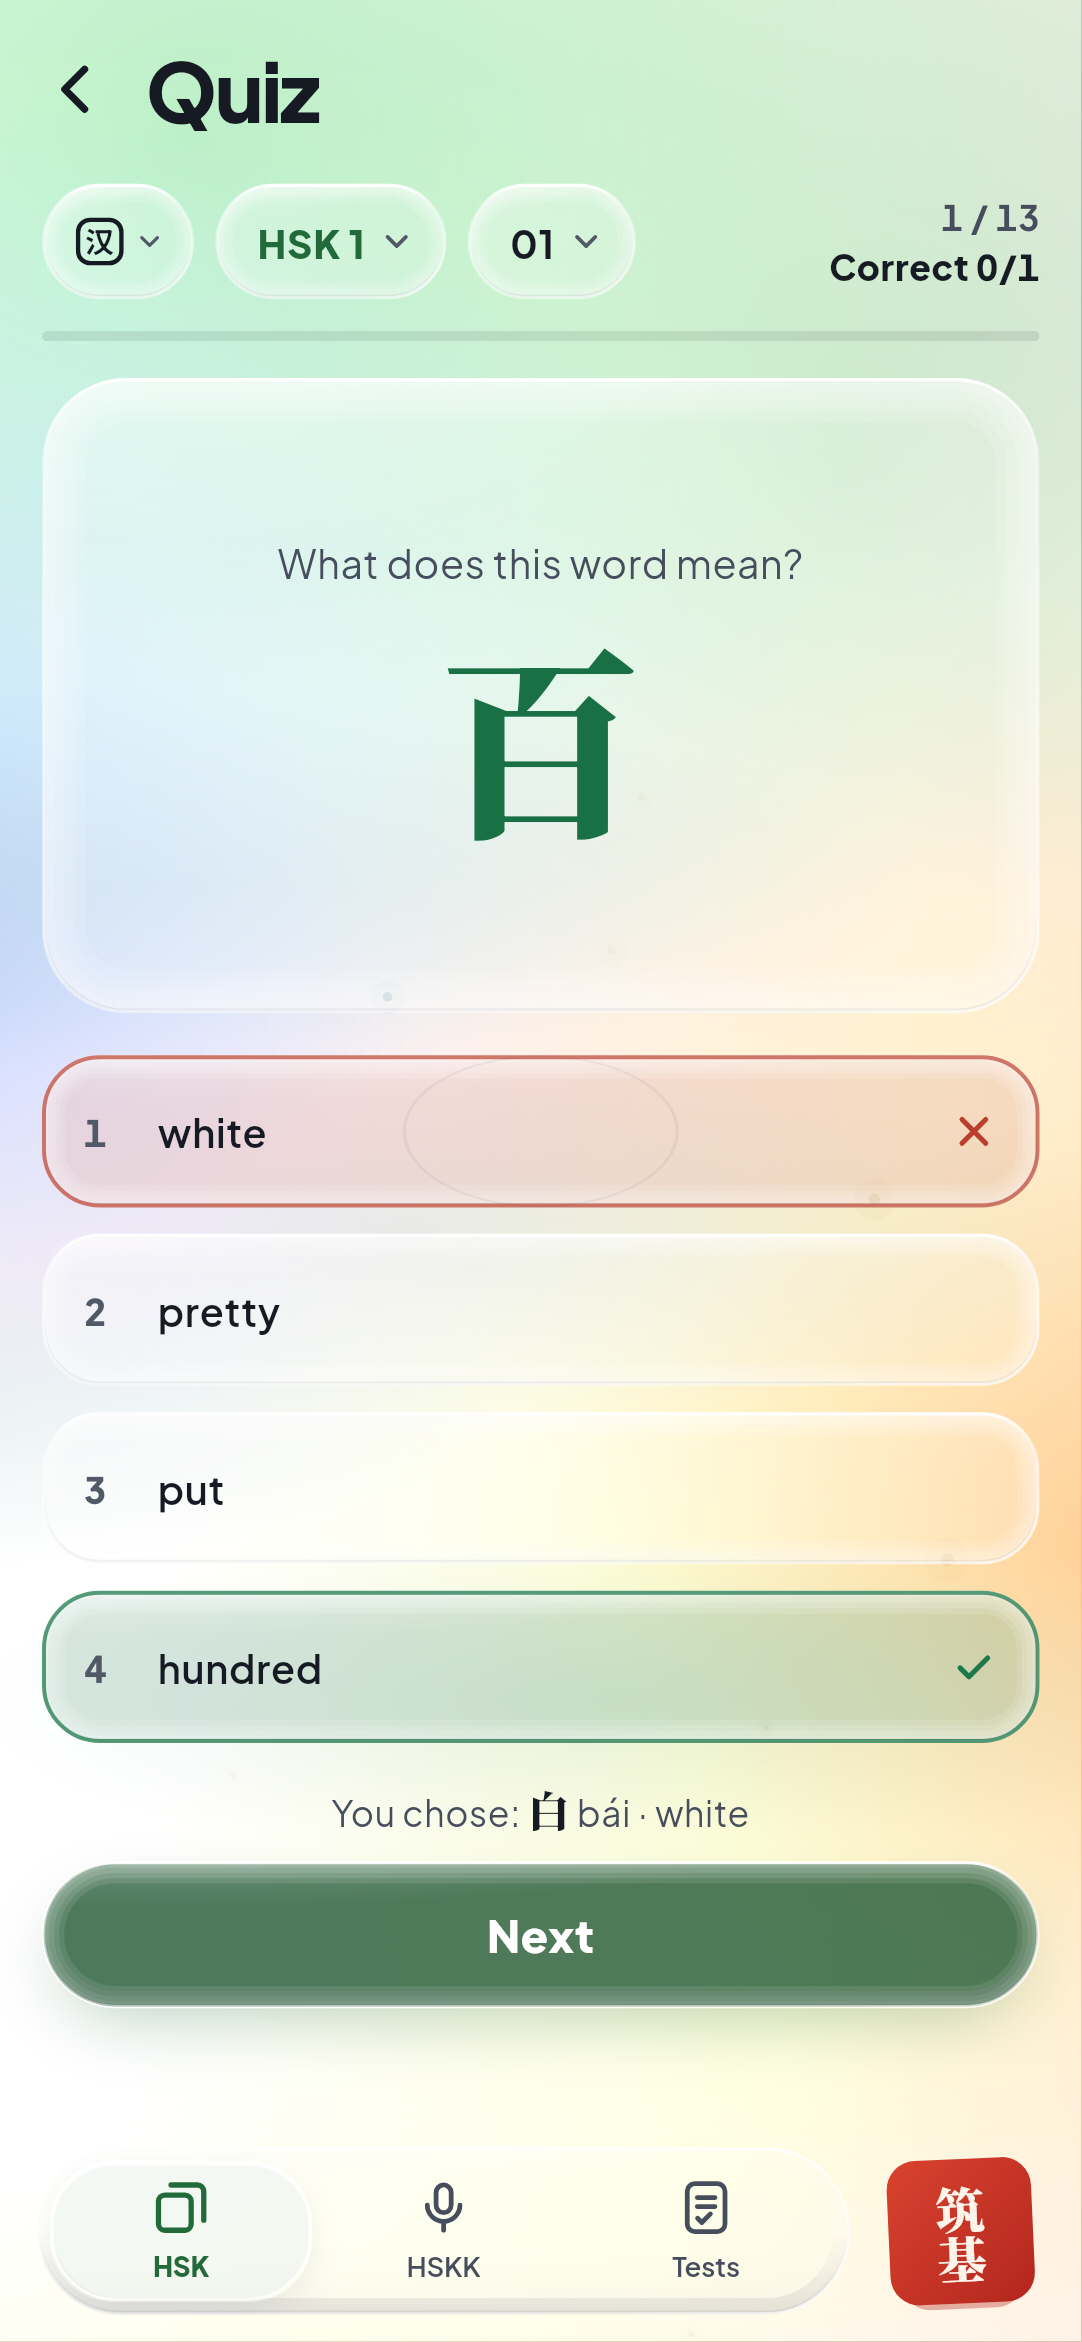 Quiz
汉
HSK 1
01
1 / 13
Correct 0/1
What does this word mean?
百
1 white
2 pretty
3 put
4 hundred
You chose: 白 bái · white
Next
HSK
HSKK
Tests
筑
基